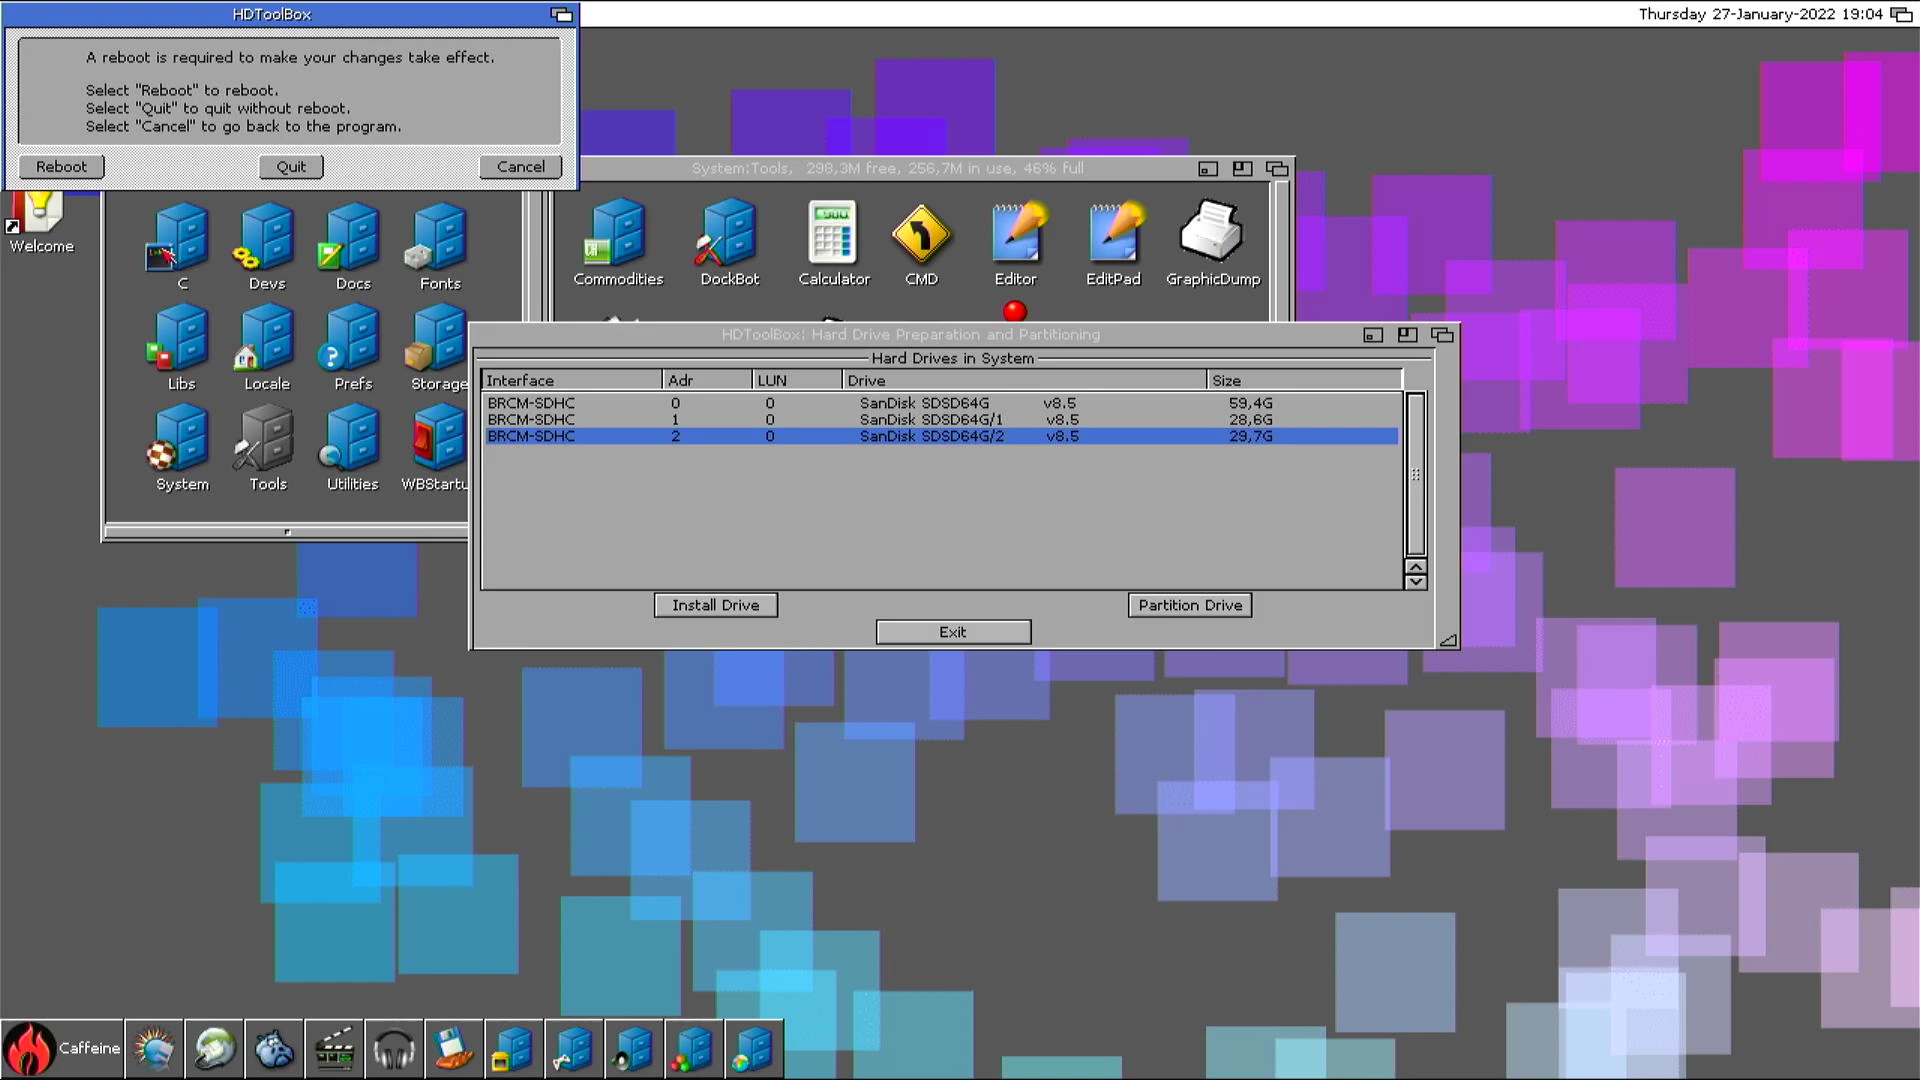 HDToolBox
Thursday 27-January-2022 19:04
A reboot is required to make your changes take effect.
Select "Reboot" to reboot.
Select "Quit" to quit without reboot.
Select "Cancel" to go back to the program.
Reboot Quit Cancel
System:Tools, 298,3M free, 256,7M in use, 46% full
Welcome
C Devs Docs Fonts
Libs Locale Prefs Storage
System Tools Utilities WBStartu
Commodities DockBot Calculator CMD Editor EditPad GraphicDump
HDToolBox: Hard Drive Preparation and Partitioning
Hard Drives in System
Interface Adr LUN Drive Size
BRCM-SDHC 0 0 SanDisk SDSD64G v8.5 59,4G
BRCM-SDHC 1 0 SanDisk SDSD64G/1 v8.5 28,6G
BRCM-SDHC 2 0 SanDisk SDSD64G/2 v8.5 29,7G
Install Drive Partition Drive
Exit
Caffeine